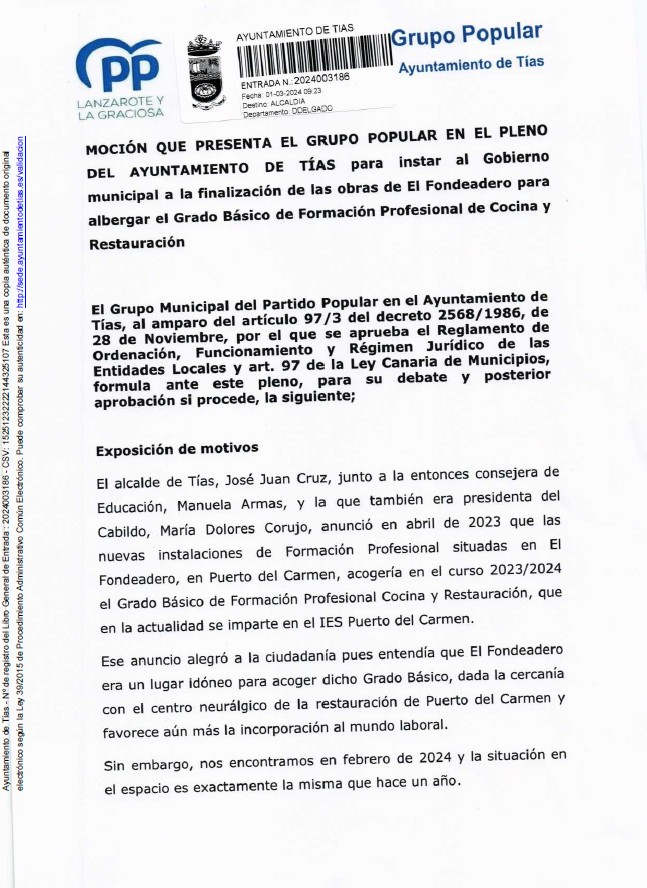 PP
LANZAROTE Y
LA GRACIOSA
AYUNTAMIENTO DE TIAS
ENTRADA N.:2024003186
Fecha: 01-03-2024 09:23
Destino: ALCALDIA
Departamento: DDELGADO
Grupo Popular
Ayuntamiento de Tías
MOCIÓN QUE PRESENTA EL GRUPO POPULAR EN EL PLENO
DEL AYUNTAMIENTO DE TÍAS para instar al Gobierno
municipal a la finalización de las obras de El Fondeadero para
albergar el Grado Básico de Formación Profesional de Cocina y
Restauración
El Grupo Municipal del Partido Popular en el Ayuntamiento de
Tías, al amparo del artículo 97/3 del decreto 2568/1986, de
28 de Noviembre, por el que se aprueba el Reglamento de
Ordenación, Funcionamiento y Régimen Jurídico de las
Entidades Locales y art. 97 de la Ley Canaria de Municipios,
formula ante este pleno, para su debate y posterior
aprobación si procede, la siguiente;
Exposición de motivos
El alcalde de Tías, José Juan Cruz, junto a la entonces consejera de
Educación, Manuela Armas, y la que también era presidenta del
Cabildo, María Dolores Corujo, anunció en abril de 2023 que las
nuevas instalaciones de Formación Profesional situadas en El
Fondeadero, en Puerto del Carmen, acogería en el curso 2023/2024
el Grado Básico de Formación Profesional Cocina y Restauración, que
en la actualidad se imparte en el IES Puerto del Carmen.
Ese anuncio alegró a la ciudadanía pues entendía que El Fondeadero
era un lugar idóneo para acoger dicho Grado Básico, dada la cercanía
con el centro neurálgico de la restauración de Puerto del Carmen y
favorece aún más la incorporación al mundo laboral.
Sin embargo, nos encontramos en febrero de 2024 y la situación en
el espacio es exactamente la misma que hace un año.
Ayuntamiento de Tías - Nº de registro del Libro General de Entrada: 2024003186 - CSV: 15251232222144325107 Esta es una copia auténtica de documento original
electrónico según la Ley 39/2015 de Procedimiento Administrativo Común Electrónico. Puede comprobar su autenticidad en: http://sede.ayuntamientodetias.es/validacion